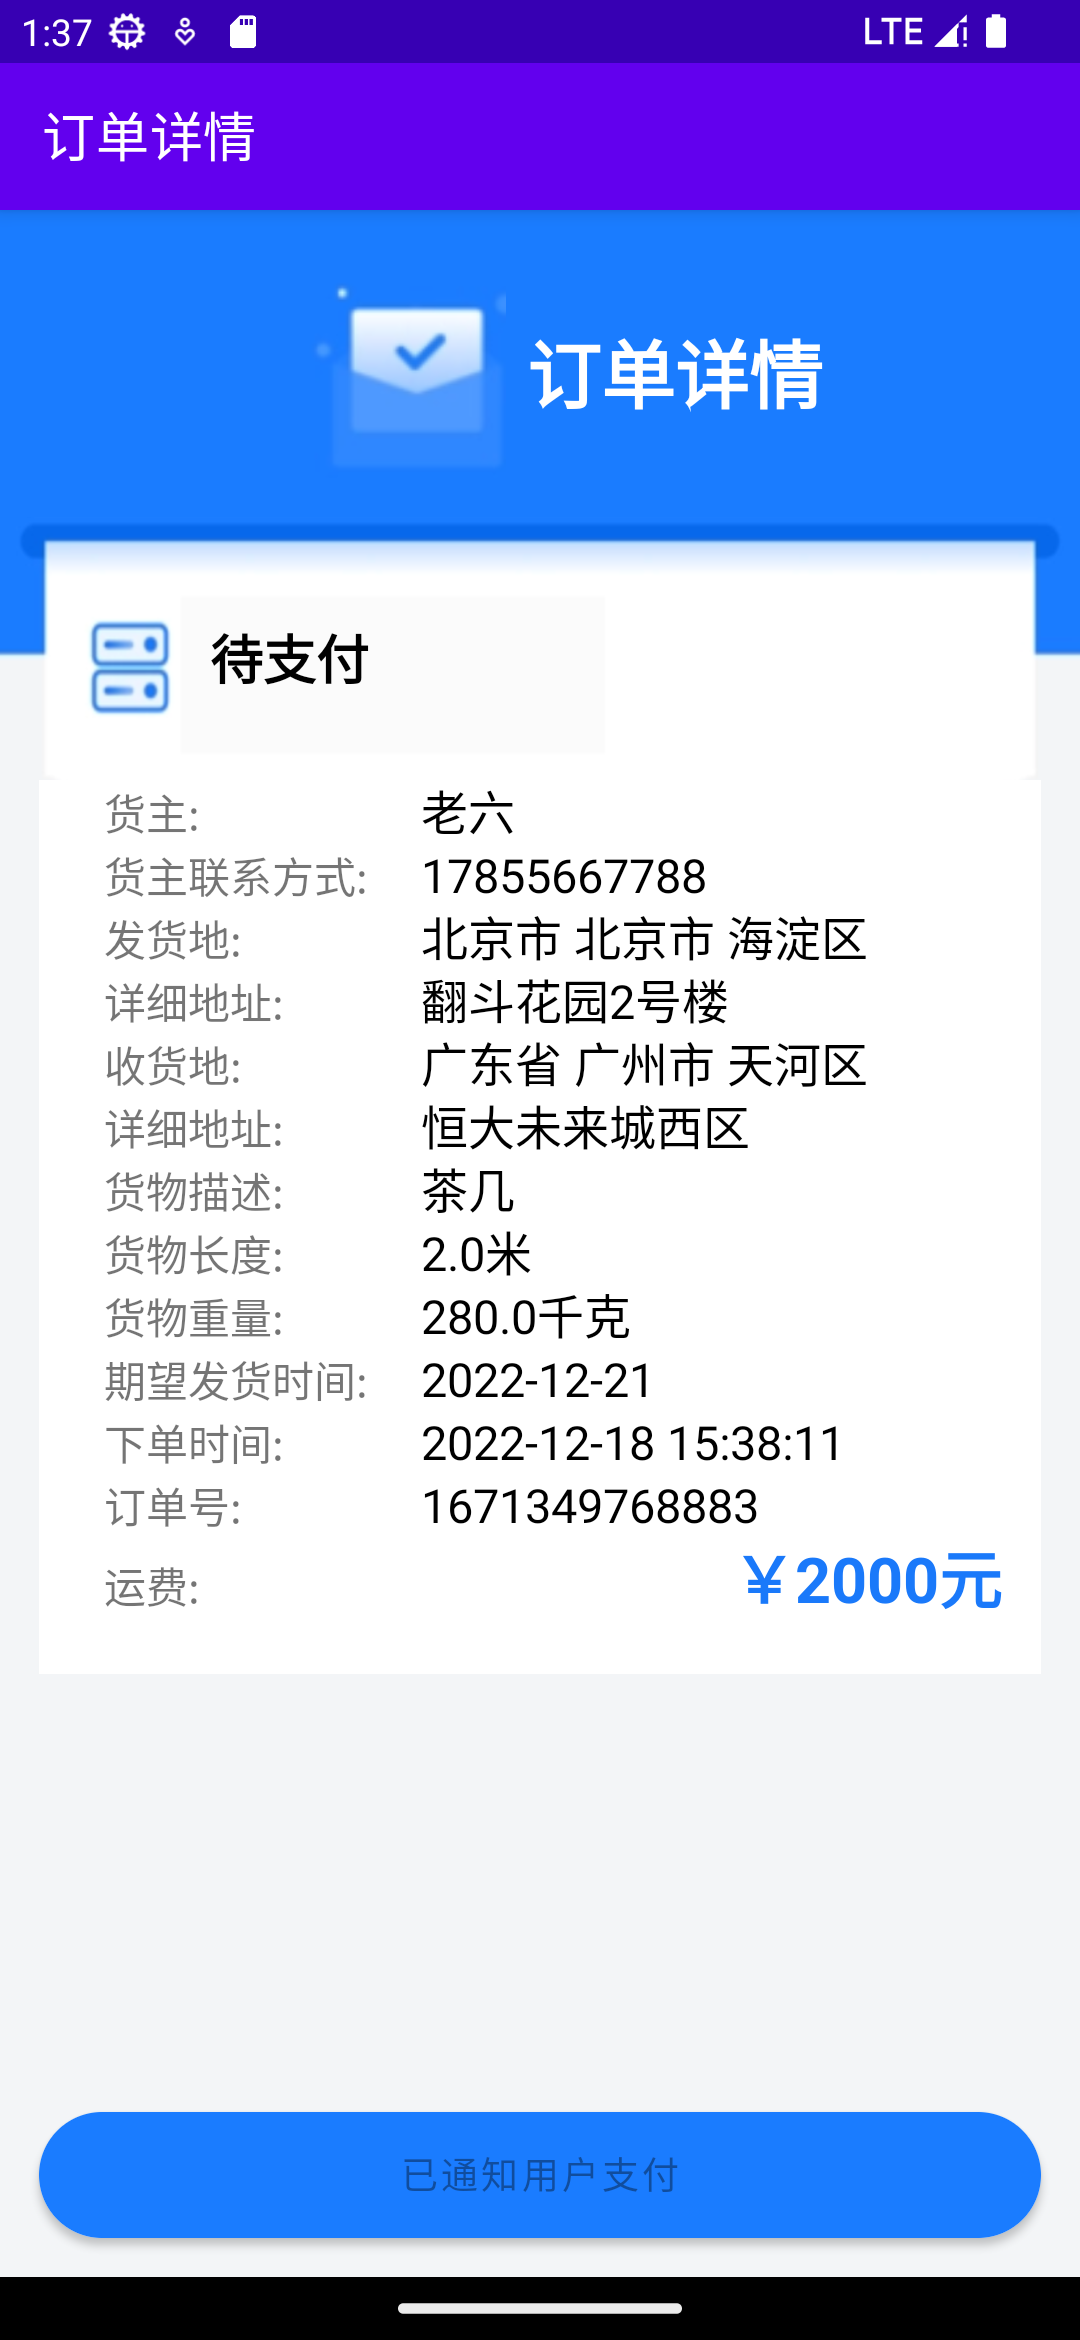 1:37 LTE
订单详情
订单详情
待支付
货主: 老六
货主联系方式: 17855667788
发货地: 北京市 北京市 海淀区
详细地址: 翻斗花园2号楼
收货地: 广东省 广州市 天河区
详细地址: 恒大未来城西区
货物描述: 茶几
货物长度: 2.0米
货物重量: 280.0千克
期望发货时间: 2022-12-21
下单时间: 2022-12-18 15:38:11
订单号: 1671349768883
运费: ￥2000元
已通知用户支付